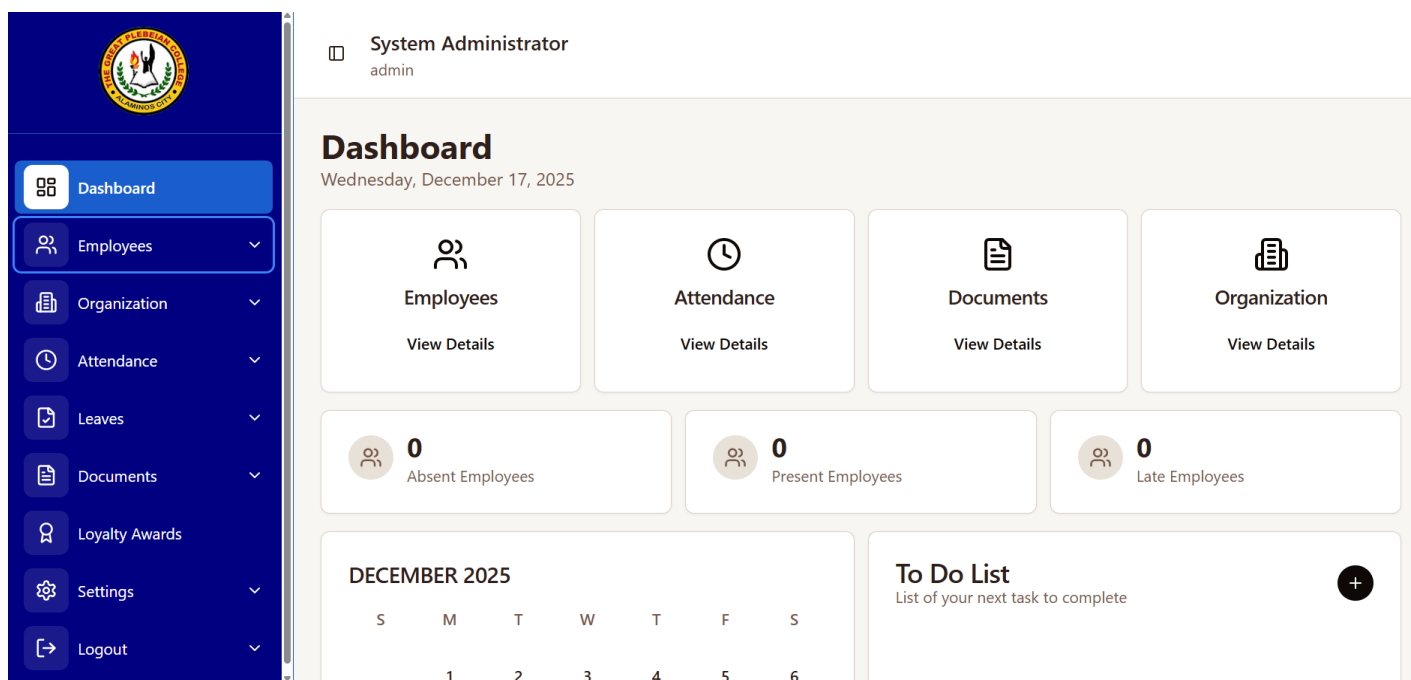 THE GREAT PLEBEIAN COLLEGE
ALAMINOS CITY
Dashboard
Employees
Organization
Attendance
Leaves
Documents
Loyalty Awards
Settings
Logout
System Administrator
admin
Dashboard
Wednesday, December 17, 2025
Employees
View Details
Attendance
View Details
Documents
View Details
Organization
View Details
0
Absent Employees
0
Present Employees
0
Late Employees
DECEMBER 2025
S M T W T F S
1 2 3 4 5 6
To Do List
List of your next task to complete